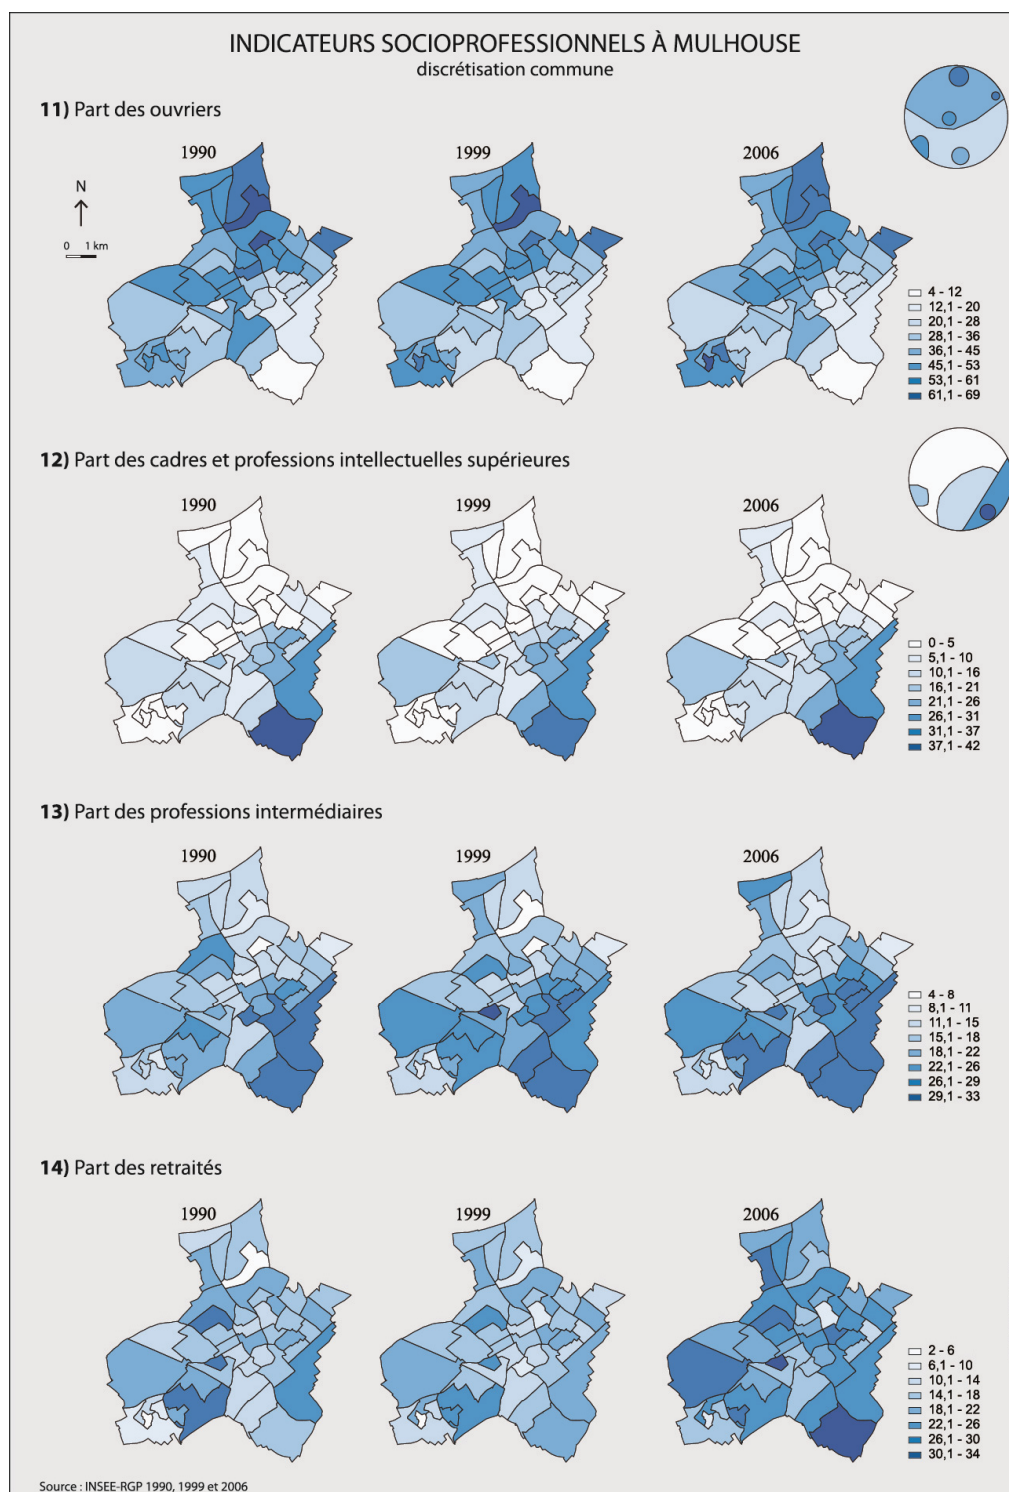 INDICATEURS SOCIOPROFESSIONNELS À MULHOUSE
discrétisation commune
11) Part des ouvriers
1990
1999
2006
N
0 1 km
4 - 12
12,1 - 20
20,1 - 28
28,1 - 36
36,1 - 45
45,1 - 53
53,1 - 61
61,1 - 69
12) Part des cadres et professions intellectuelles supérieures
1990
1999
2006
0 - 5
5,1 - 10
10,1 - 16
16,1 - 21
21,1 - 26
26,1 - 31
31,1 - 37
37,1 - 42
13) Part des professions intermédiaires
1990
1999
2006
4 - 8
8,1 - 11
11,1 - 15
15,1 - 18
18,1 - 22
22,1 - 26
26,1 - 29
29,1 - 33
14) Part des retraités
1990
1999
2006
2 - 6
6,1 - 10
10,1 - 14
14,1 - 18
18,1 - 22
22,1 - 26
26,1 - 30
30,1 - 34
Source : INSEE-RGP 1990, 1999 et 2006